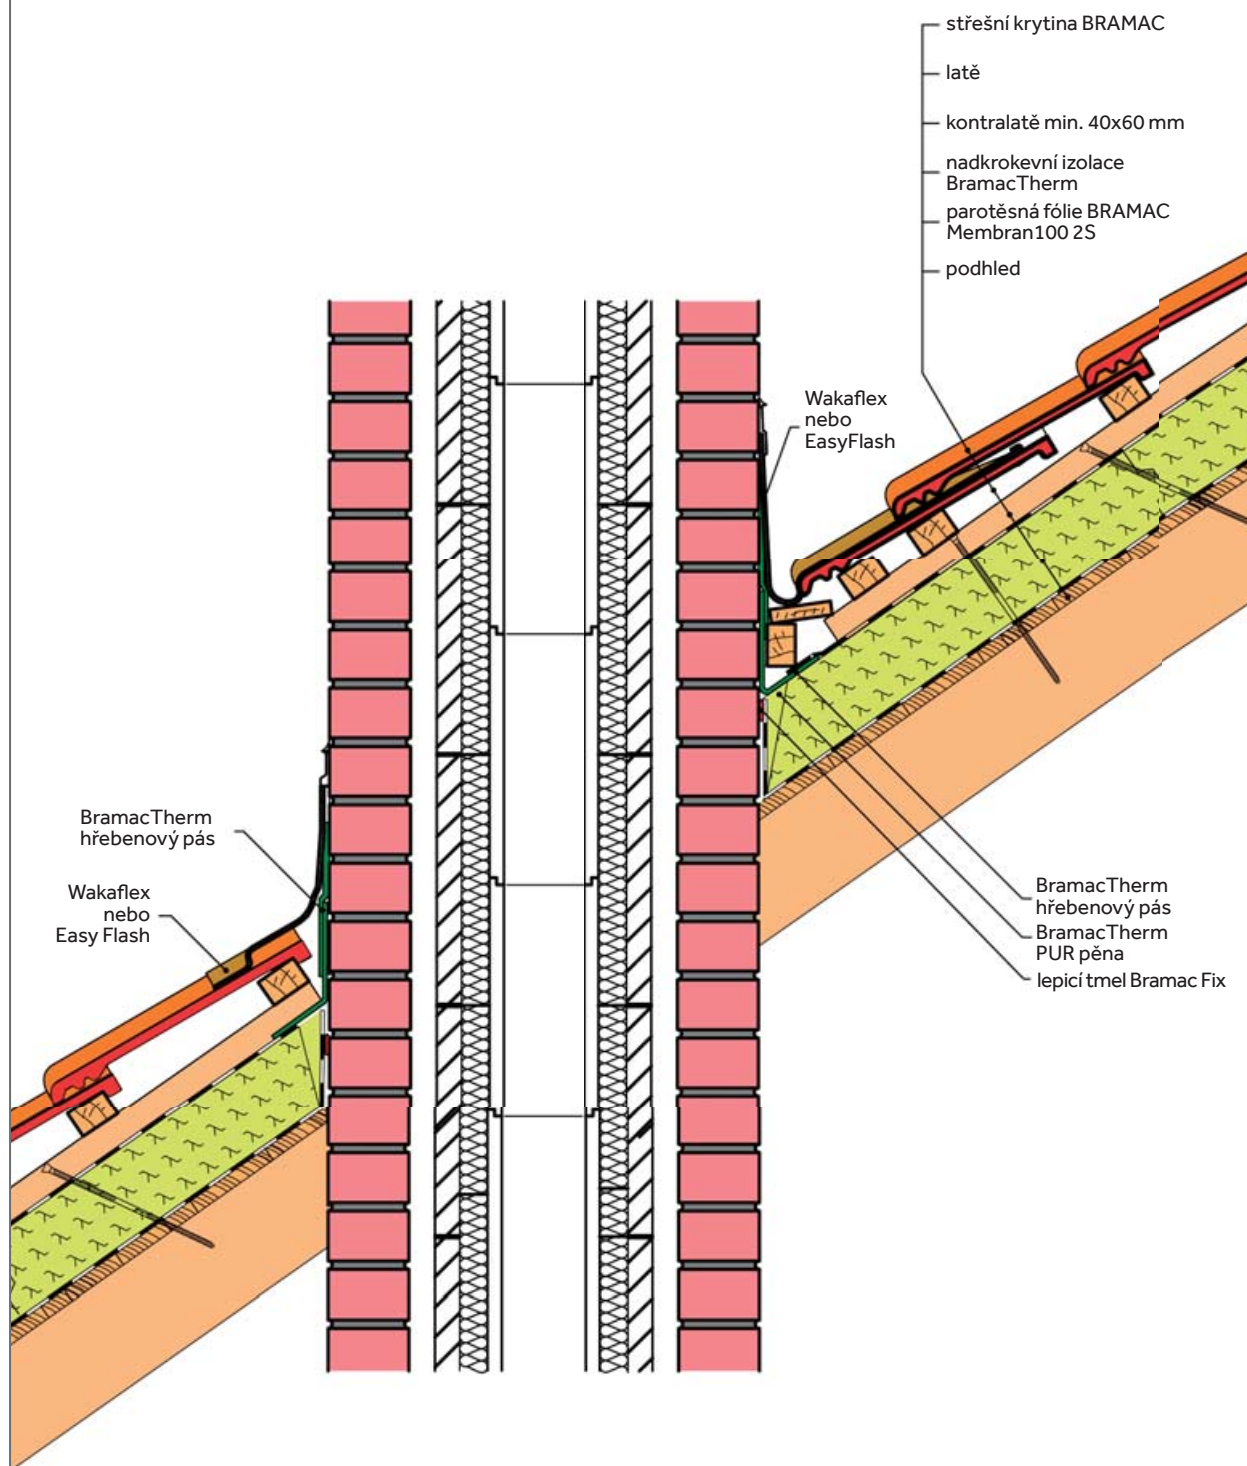 střešní krytina BRAMAC
latě
kontralatě min. 40x60 mm
nadkrokevní izolace
BramacTherm
parotěsná fólie BRAMAC
Membran100 2S
podhled
Wakaflex
nebo
EasyFlash
BramacTherm
hřebenový pás
Wakaflex
nebo
Easy Flash
BramacTherm
hřebenový pás
BramacTherm
PUR pěna
lepicí tmel Bramac Fix